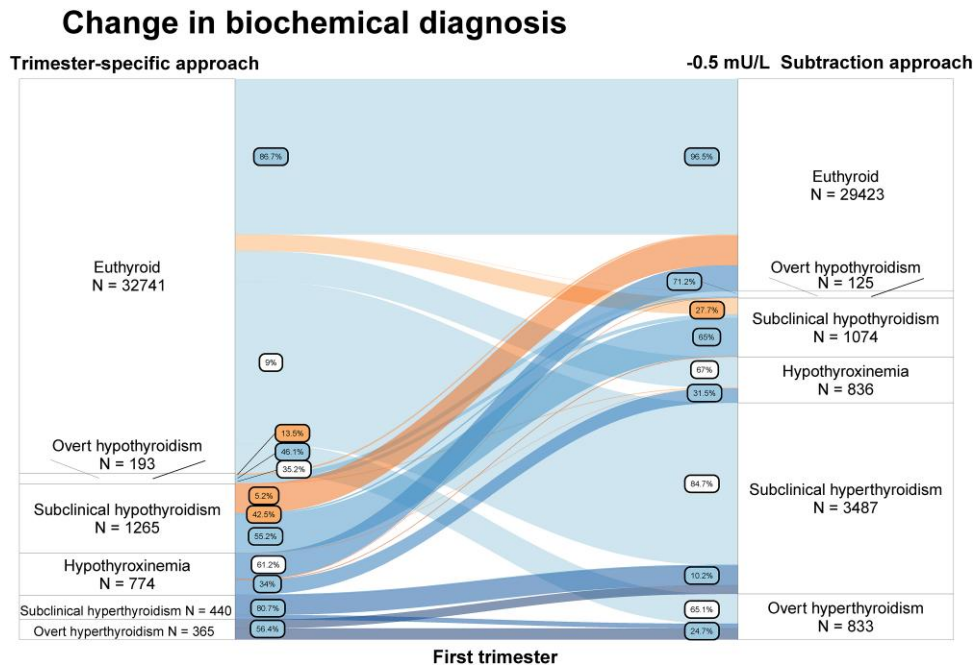 Change in biochemical diagnosis
Trimester-specific approach
-0.5 mU/L Subtraction approach
86.7%
96.5%
Euthyroid
N = 29423
Euthyroid
N = 32741
Overt hypothyroidism
N = 125
71.2%
27.7%
Subclinical hypothyroidism
N = 1074
65%
9%
67%
Hypothyroxinemia
N = 836
31.5%
Overt hypothyroidism
N = 193
13.5%
46.1%
35.2%
84.7%
Subclinical hyperthyroidism
N = 3487
5.2%
Subclinical hypothyroidism
N = 1265
42.5%
55.2%
Hypothyroxinemia
N = 774
61.2%
34%
10.2%
Subclinical hyperthyroidism N = 440
80.7%
65.1%
Overt hyperthyroidism
N = 833
Overt hyperthyroidism N = 365
56.4%
24.7%
First trimester